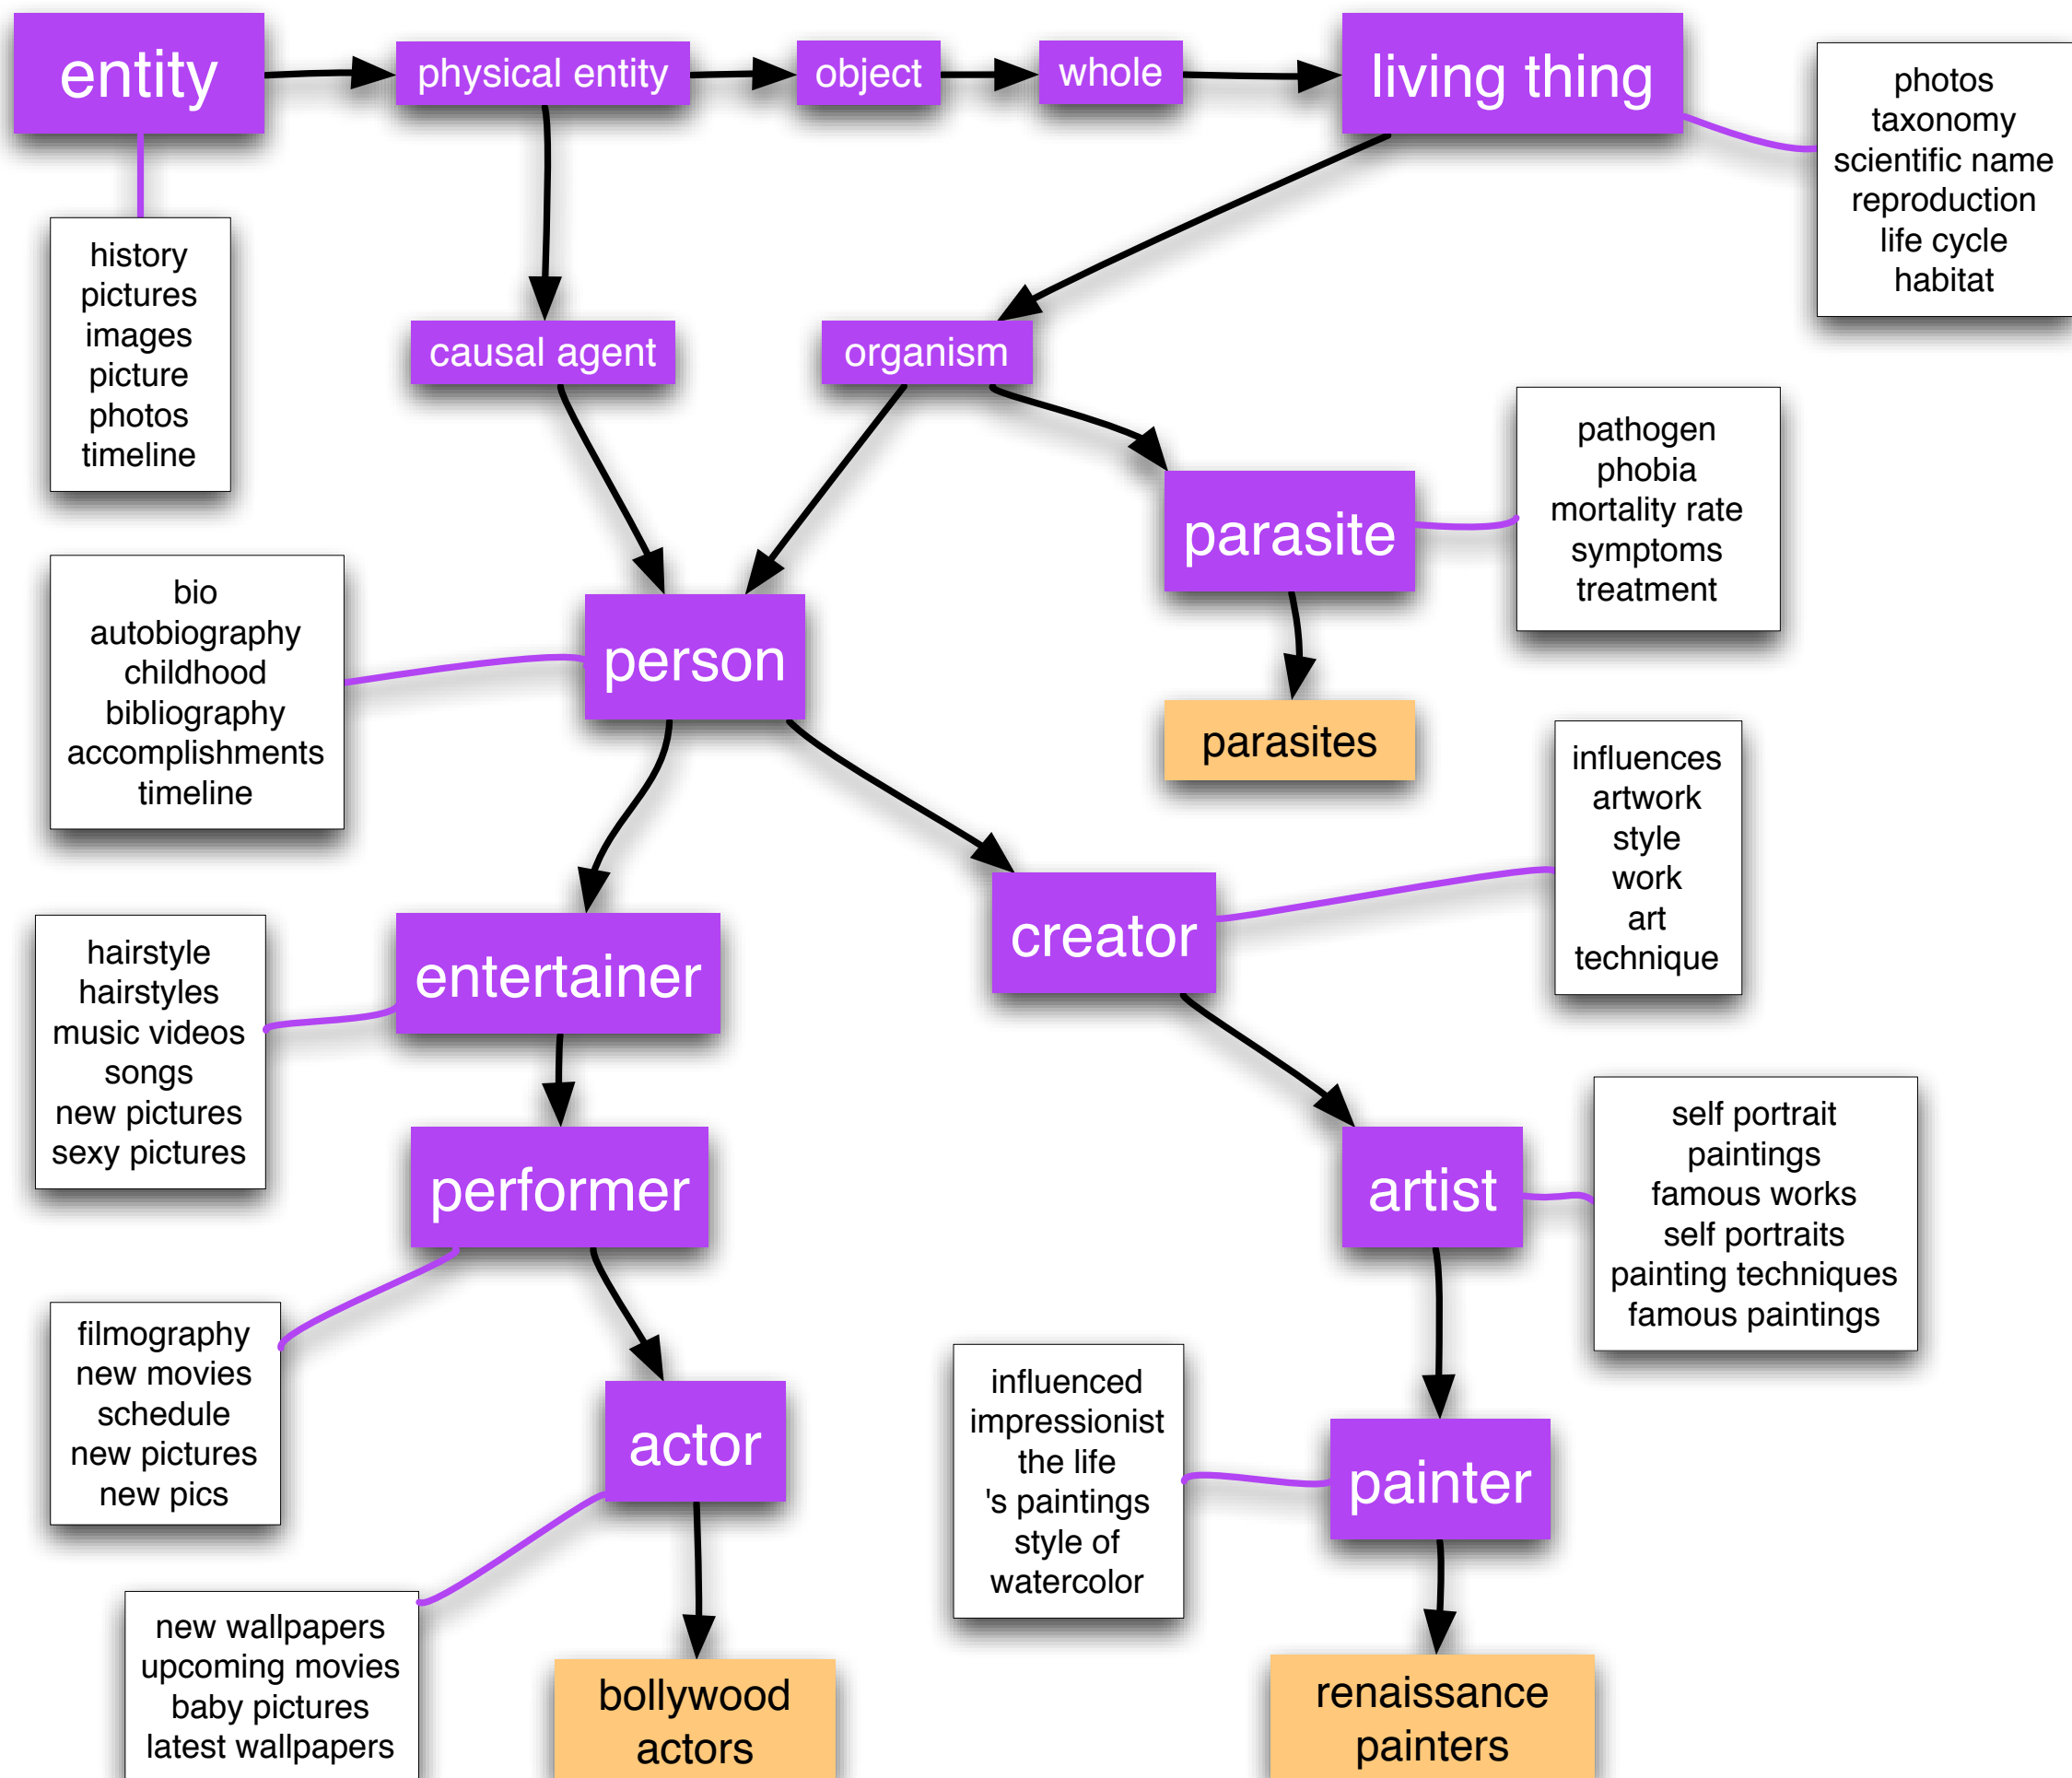 entity
physical entity
object
whole
living thing
photos
taxonomy
scientific name
reproduction
life cycle
habitat
history
pictures
images
picture
photos
timeline
causal agent
organism
pathogen
phobia
mortality rate
symptoms
treatment
parasite
bio
autobiography
childhood
bibliography
accomplishments
timeline
person
parasites
influences
artwork
style
work
art
technique
creator
hairstyle
hairstyles
music videos
songs
new pictures
sexy pictures
entertainer
performer
artist
self portrait
paintings
famous works
self portraits
painting techniques
famous paintings
filmography
new movies
schedule
new pictures
new pics
actor
influenced
impressionist
the life
's paintings
style of
watercolor
painter
new wallpapers
upcoming movies
baby pictures
latest wallpapers
bollywood
actors
renaissance
painters